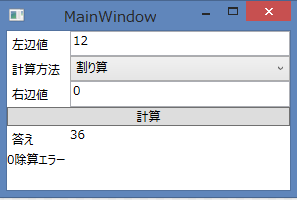 MainWindow
左辺値 12
計算方法 割り算
右辺値 0
計算
答え 36
0除算エラー